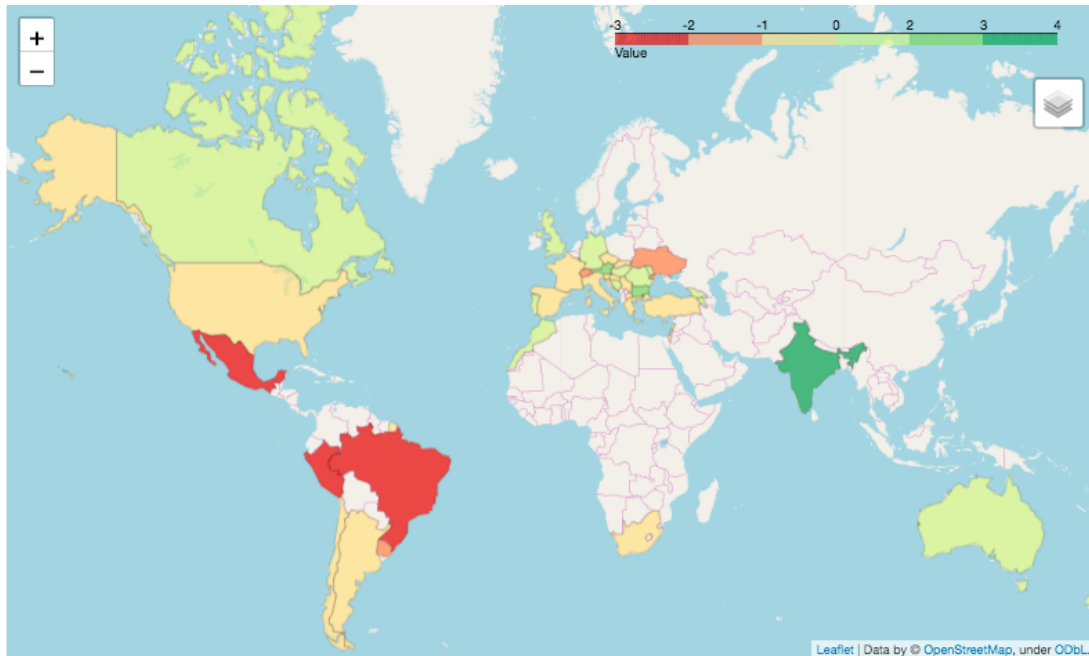 +
−
-3 -2 -1 0 2 3 4
Value
Leaflet | Data by © OpenStreetMap, under ODbL.